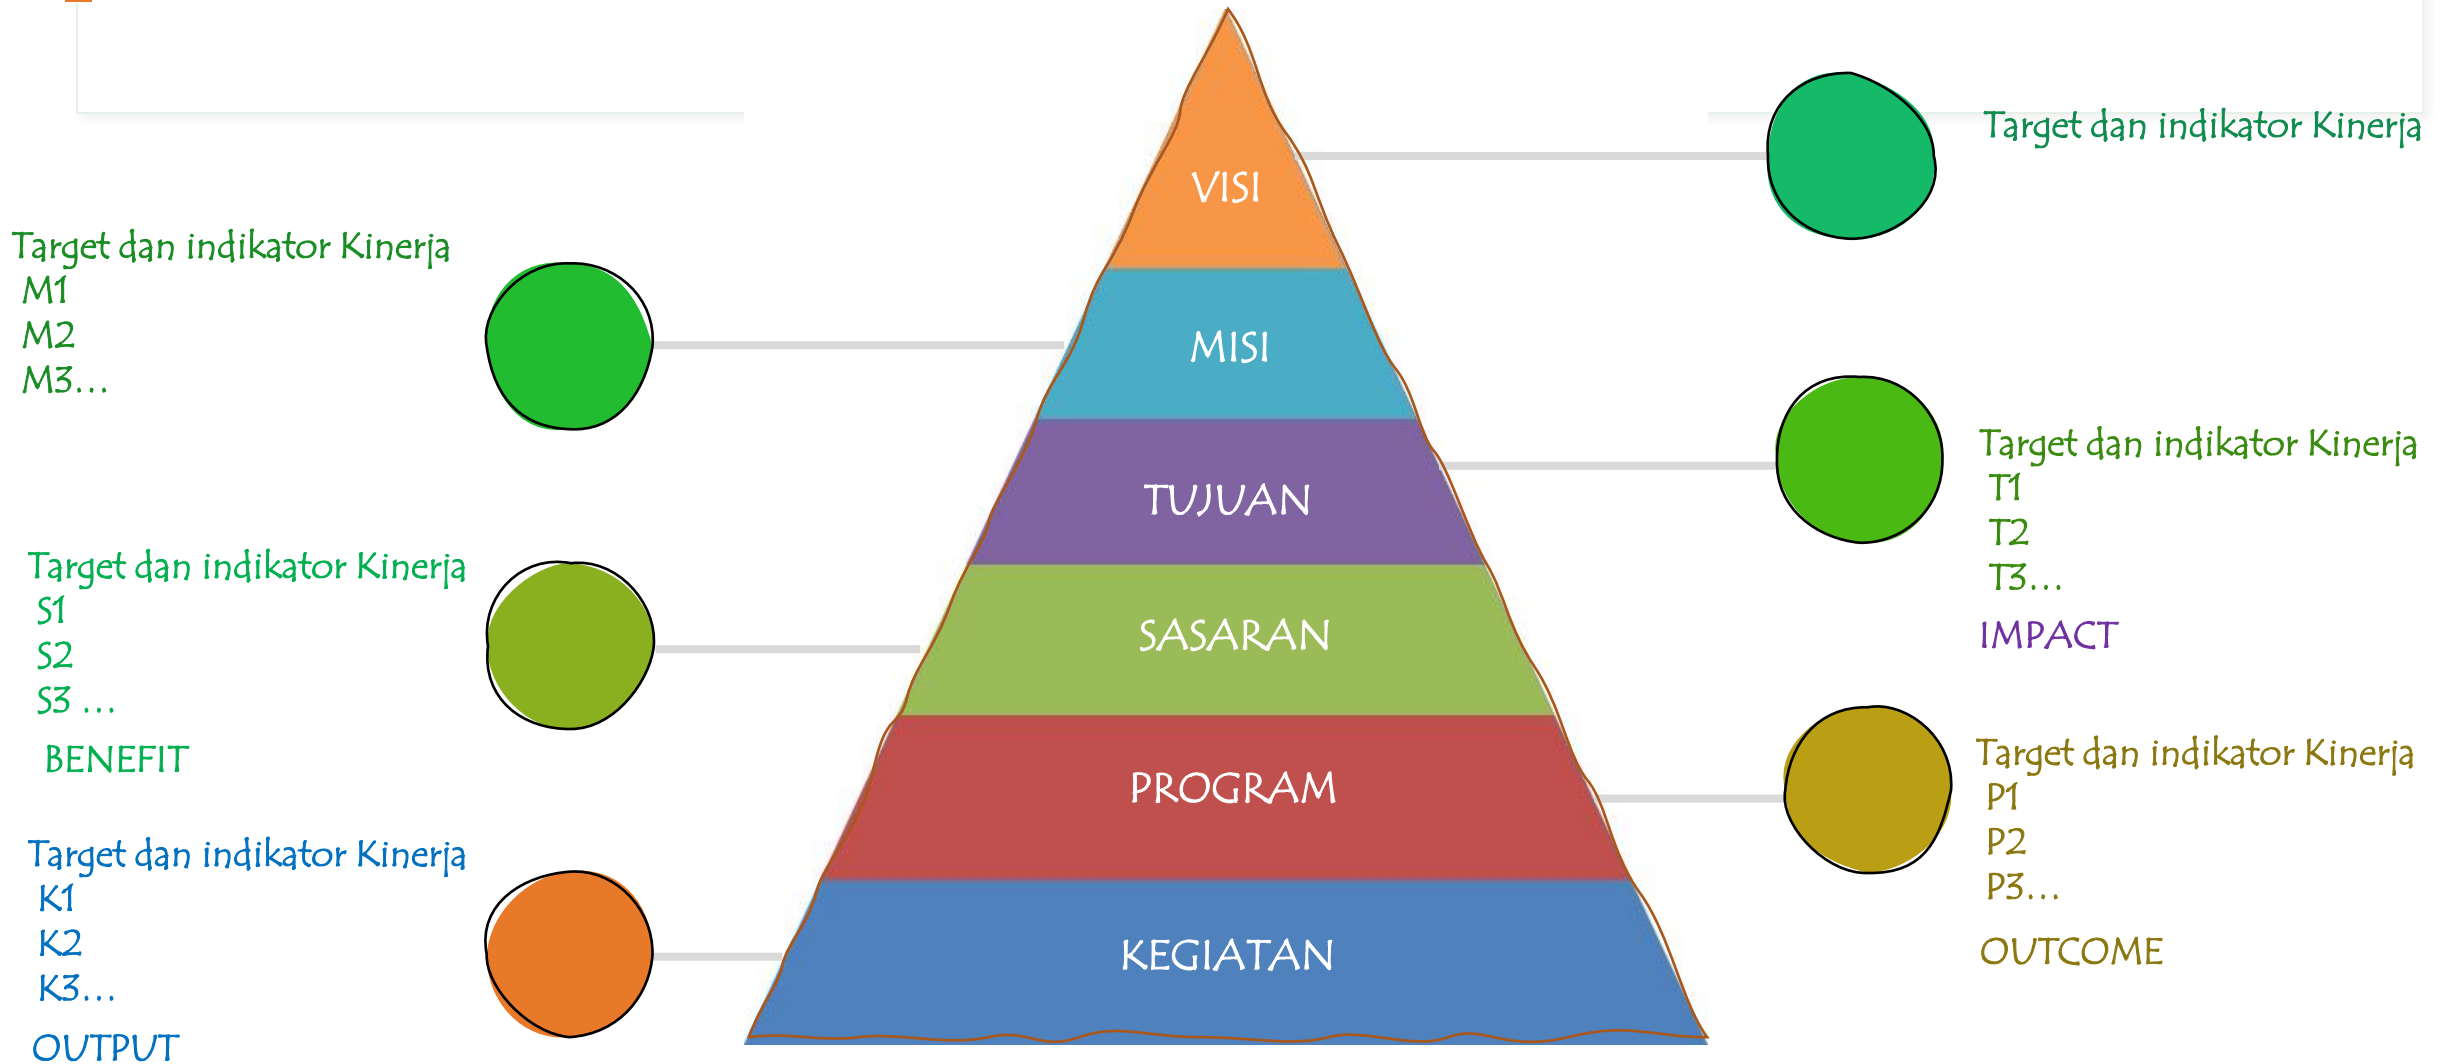 VISI
Target dan indikator Kinerja
Target dan indikator Kinerja
M1
M2
M3...
MISI
TUJUAN
Target dan indikator Kinerja
T1
T2
T3...
IMPACT
Target dan indikator Kinerja
S1
S2
S3 ...
BENEFIT
SASARAN
PROGRAM
Target dan indikator Kinerja
P1
P2
P3...
OUTCOME
Target dan indikator Kinerja
K1
K2
K3...
OUTPUT
KEGIATAN